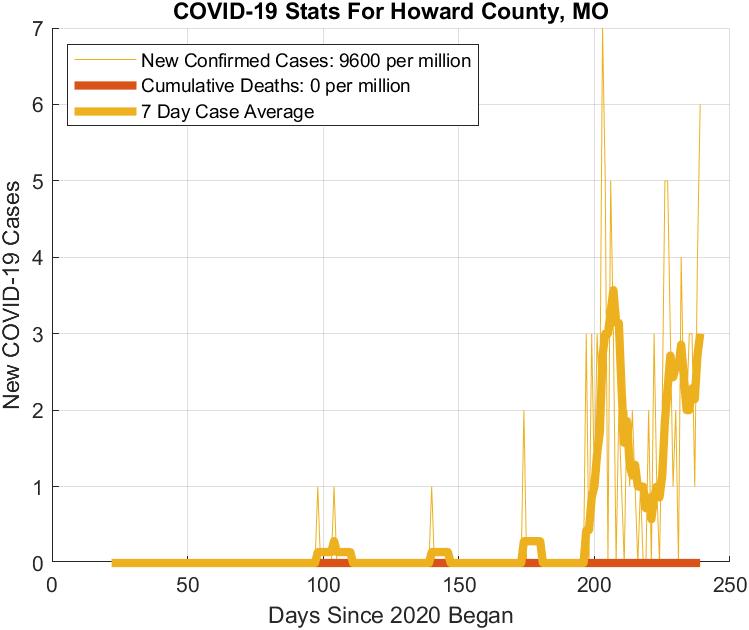 COVID-19 Stats For Howard County, MO
New Confirmed Cases: 9600 per million
Cumulative Deaths: 0 per million
7 Day Case Average
New COVID-19 Cases
7
6
5
4
3
2
1
0
0 50 100 150 200 250
Days Since 2020 Began